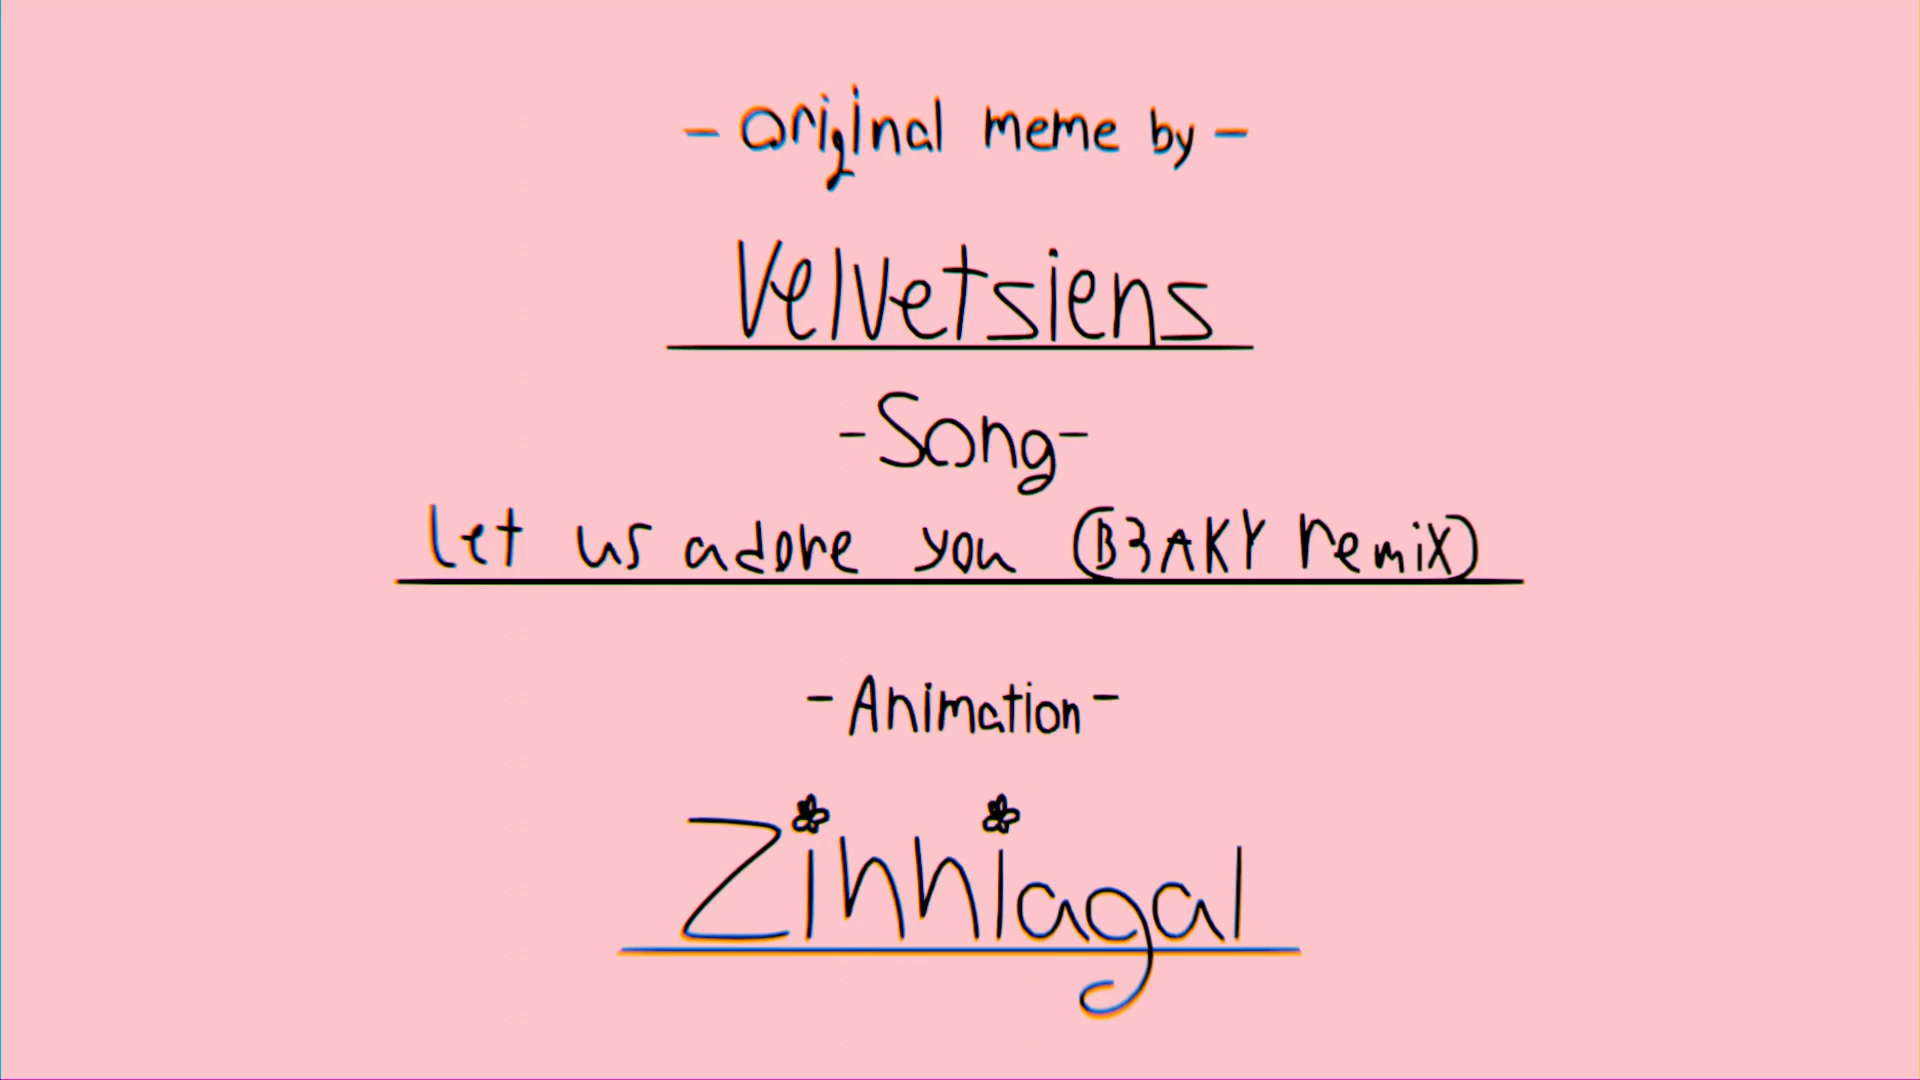 - Original meme by -
Velvetsiens
-Song-
Let us adore you (B3AKY remix)
-Animation-
Zinniagal